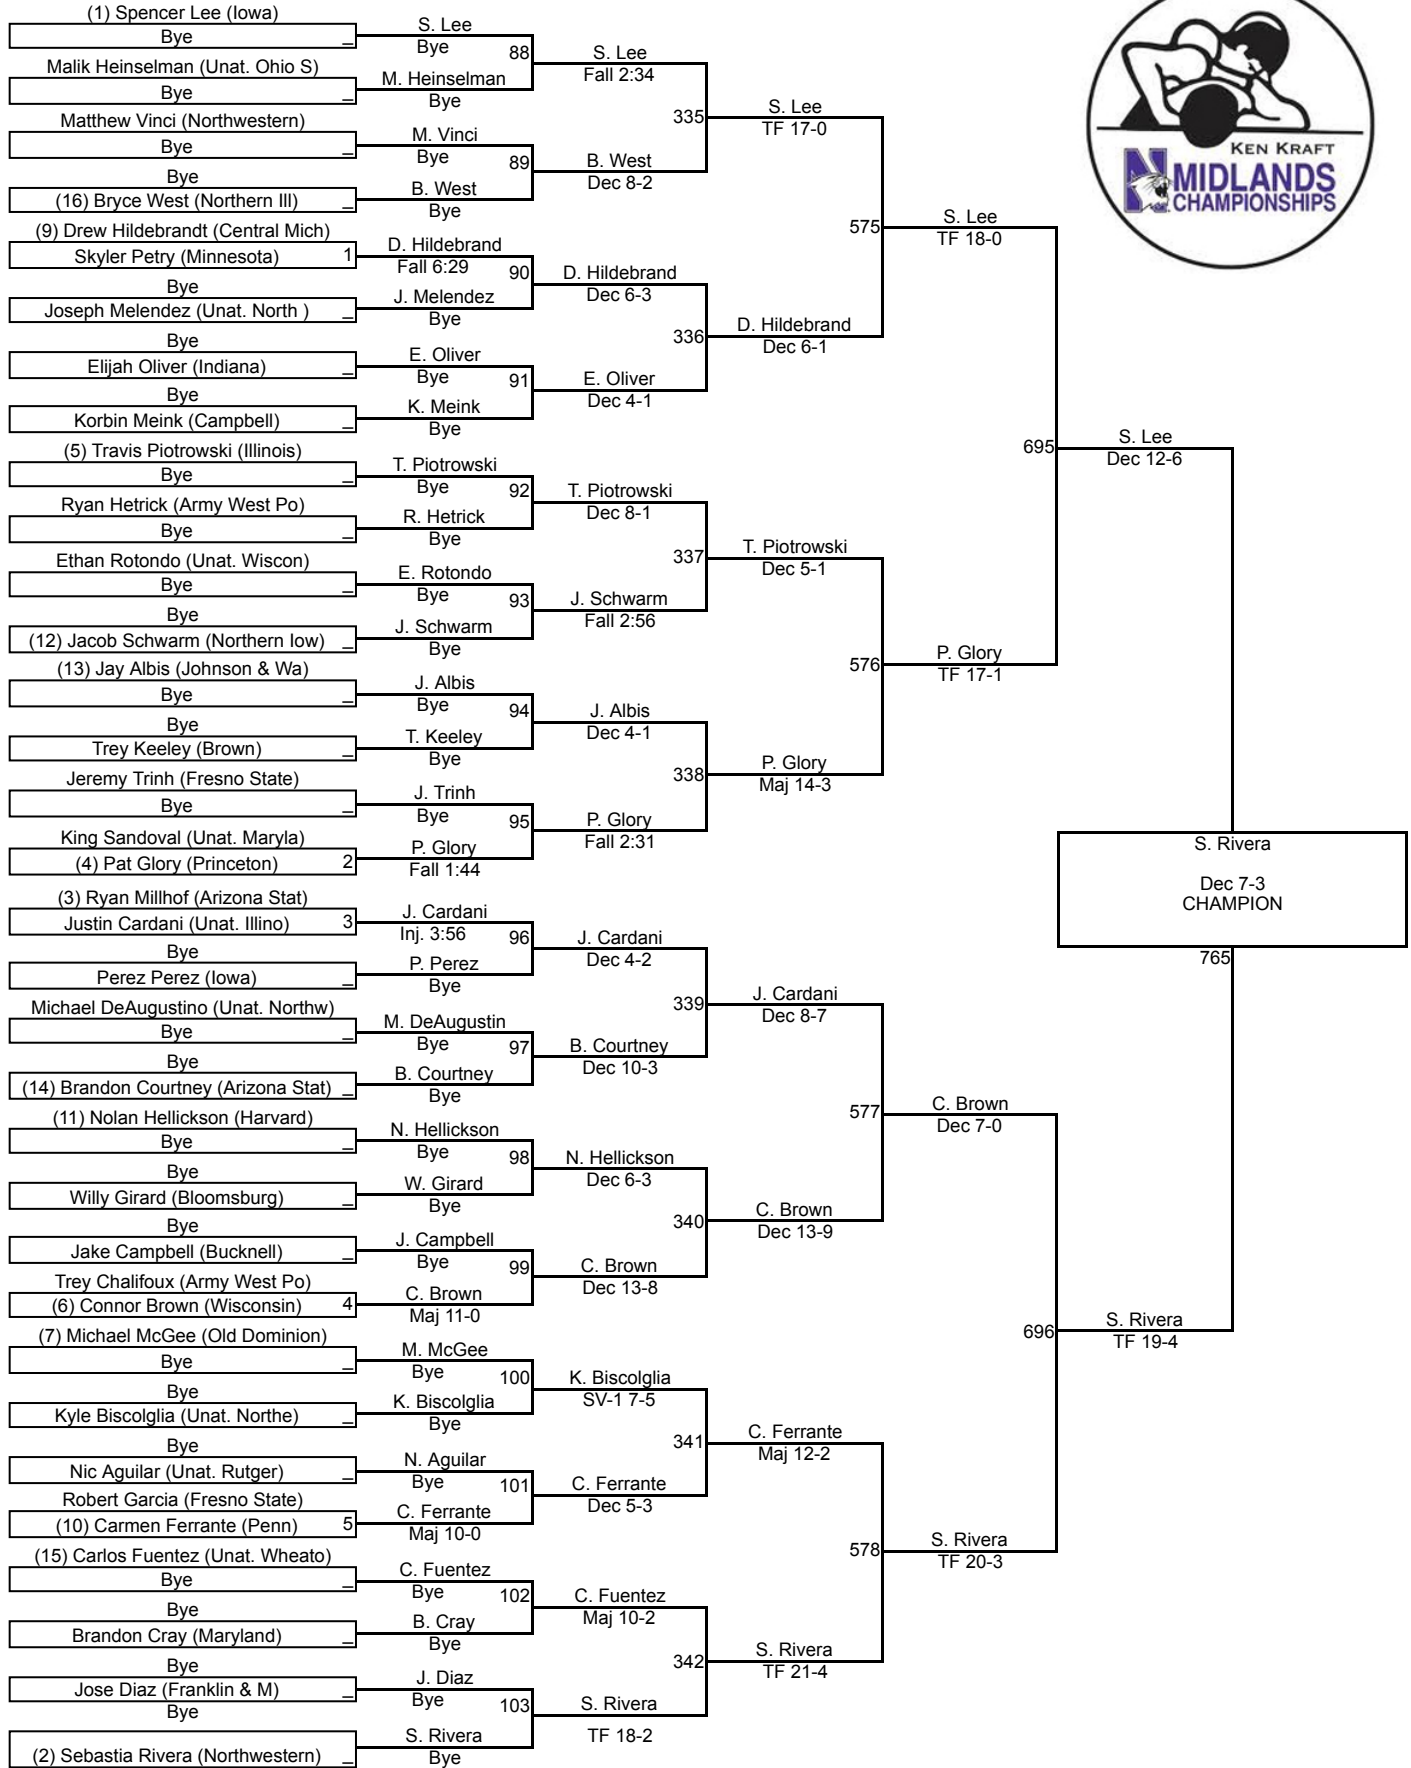 (1) Spencer Lee (Iowa)
Bye _
Malik Heinselman (Unat. Ohio S)
Bye _
Matthew Vinci (Northwestern)
Bye _
Bye
(16) Bryce West (Northern Ill) _
(9) Drew Hildebrandt (Central Mich)
Skyler Petry (Minnesota) 1
Bye
Joseph Melendez (Unat. North ) _
Bye
Elijah Oliver (Indiana) _
Bye
Korbin Meink (Campbell) _
(5) Travis Piotrowski (Illinois)
Bye _
Ryan Hetrick (Army West Po)
Bye _
Ethan Rotondo (Unat. Wiscon)
Bye _
Bye
(12) Jacob Schwarm (Northern Iow) _
(13) Jay Albis (Johnson & Wa)
Bye _
Bye
Trey Keeley (Brown) _
Jeremy Trinh (Fresno State)
Bye _
King Sandoval (Unat. Maryla)
(4) Pat Glory (Princeton) 2
(3) Ryan Millhof (Arizona Stat)
Justin Cardani (Unat. Illino) 3
Bye
Perez Perez (Iowa) _
Michael DeAugustino (Unat. Northw)
Bye _
Bye
(14) Brandon Courtney (Arizona Stat) _
(11) Nolan Hellickson (Harvard)
Bye _
Bye
Willy Girard (Bloomsburg) _
Bye
Jake Campbell (Bucknell) _
Trey Chalifoux (Army West Po)
(6) Connor Brown (Wisconsin) 4
(7) Michael McGee (Old Dominion)
Bye _
Bye
Kyle Biscolglia (Unat. Northe) _
Bye
Nic Aguilar (Unat. Rutger) _
Robert Garcia (Fresno State)
(10) Carmen Ferrante (Penn) 5
(15) Carlos Fuentez (Unat. Wheato)
Bye _
Bye
Brandon Cray (Maryland) _
Bye
Jose Diaz (Franklin & M) _
Bye
(2) Sebastia Rivera (Northwestern) _
S. Lee
Bye
88
M. Heinselman
Bye
M. Vinci
Bye
89
B. West
Bye
D. Hildebrand
Fall 6:29
90
J. Melendez
Bye
E. Oliver
Bye
91
K. Meink
Bye
T. Piotrowski
Bye
92
R. Hetrick
Bye
E. Rotondo
Bye
93
J. Schwarm
Bye
J. Albis
Bye
94
T. Keeley
Bye
J. Trinh
Bye
95
P. Glory
Fall 1:44
J. Cardani
Inj. 3:56
96
P. Perez
Bye
M. DeAugustin
Bye
97
B. Courtney
Bye
N. Hellickson
Bye
98
W. Girard
Bye
J. Campbell
Bye
99
C. Brown
Maj 11-0
M. McGee
Bye
100
K. Biscolglia
Bye
N. Aguilar
Bye
101
C. Ferrante
Maj 10-0
C. Fuentez
Bye
102
B. Cray
Bye
J. Diaz
Bye
103
S. Rivera
Bye
S. Lee
Fall 2:34
335
B. West
Dec 8-2
D. Hildebrand
Dec 6-3
336
E. Oliver
Dec 4-1
T. Piotrowski
Dec 8-1
337
J. Schwarm
Fall 2:56
J. Albis
Dec 4-1
338
P. Glory
Fall 2:31
J. Cardani
Dec 4-2
339
B. Courtney
Dec 10-3
N. Hellickson
Dec 6-3
340
C. Brown
Dec 13-8
K. Biscolglia
SV-1 7-5
341
C. Ferrante
Dec 5-3
C. Fuentez
Maj 10-2
342
S. Rivera
TF 18-2
S. Lee
TF 17-0
575
D. Hildebrand
Dec 6-1
T. Piotrowski
Dec 5-1
576
P. Glory
Maj 14-3
J. Cardani
Dec 8-7
577
C. Brown
Dec 13-9
C. Ferrante
Maj 12-2
578
S. Rivera
TF 21-4
S. Lee
TF 18-0
695
P. Glory
TF 17-1
C. Brown
Dec 7-0
696
S. Rivera
TF 20-3
S. Lee
Dec 12-6
S. Rivera
Dec 7-3
CHAMPION
765
S. Rivera
TF 19-4
KEN KRAFT
N MIDLANDS
CHAMPIONSHIPS